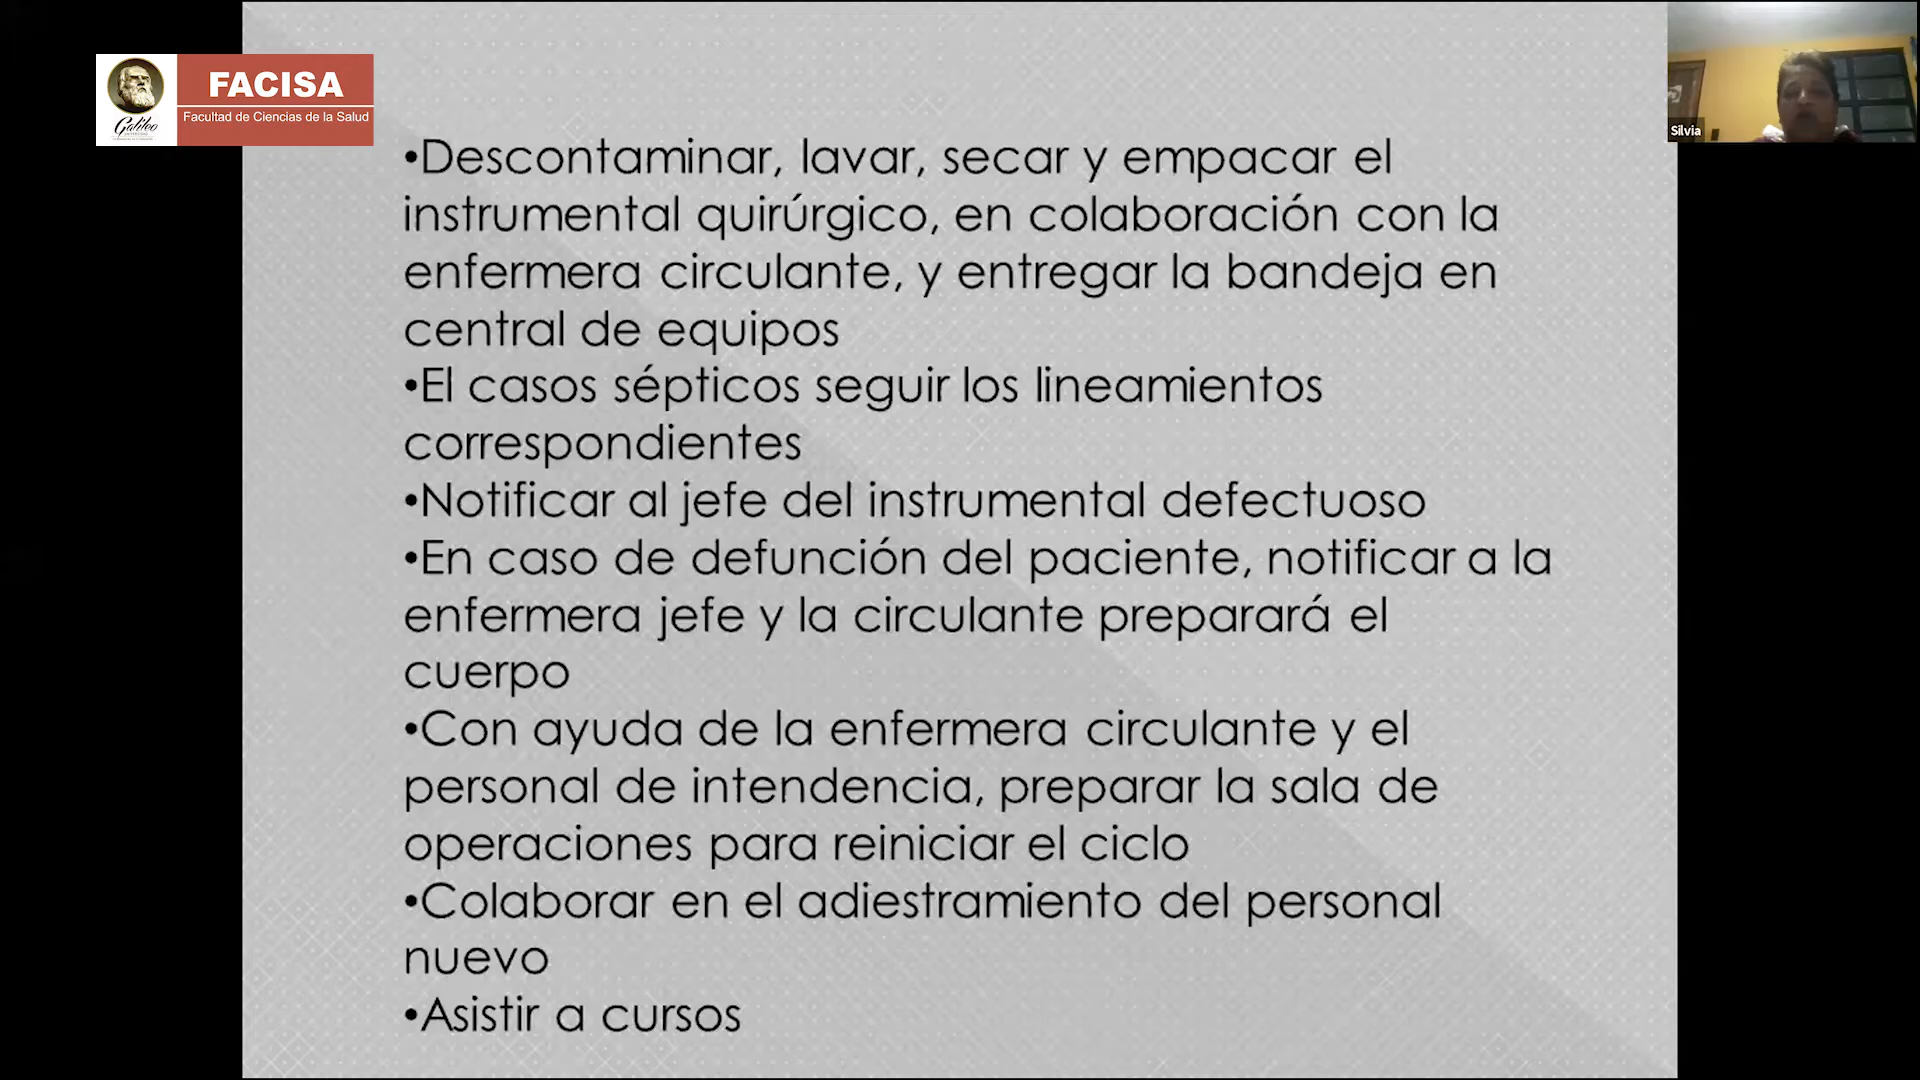 FACISA
Facultad de Ciencias de la Salud
Galileo
Silvia
•Descontaminar, lavar, secar y empacar el
instrumental quirúrgico, en colaboración con la
enfermera circulante, y entregar la bandeja en
central de equipos
•El casos sépticos seguir los lineamientos
correspondientes
•Notificar al jefe del instrumental defectuoso
•En caso de defunción del paciente, notificar a la
enfermera jefe y la circulante preparará el
cuerpo
•Con ayuda de la enfermera circulante y el
personal de intendencia, preparar la sala de
operaciones para reiniciar el ciclo
•Colaborar en el adiestramiento del personal
nuevo
•Asistir a cursos